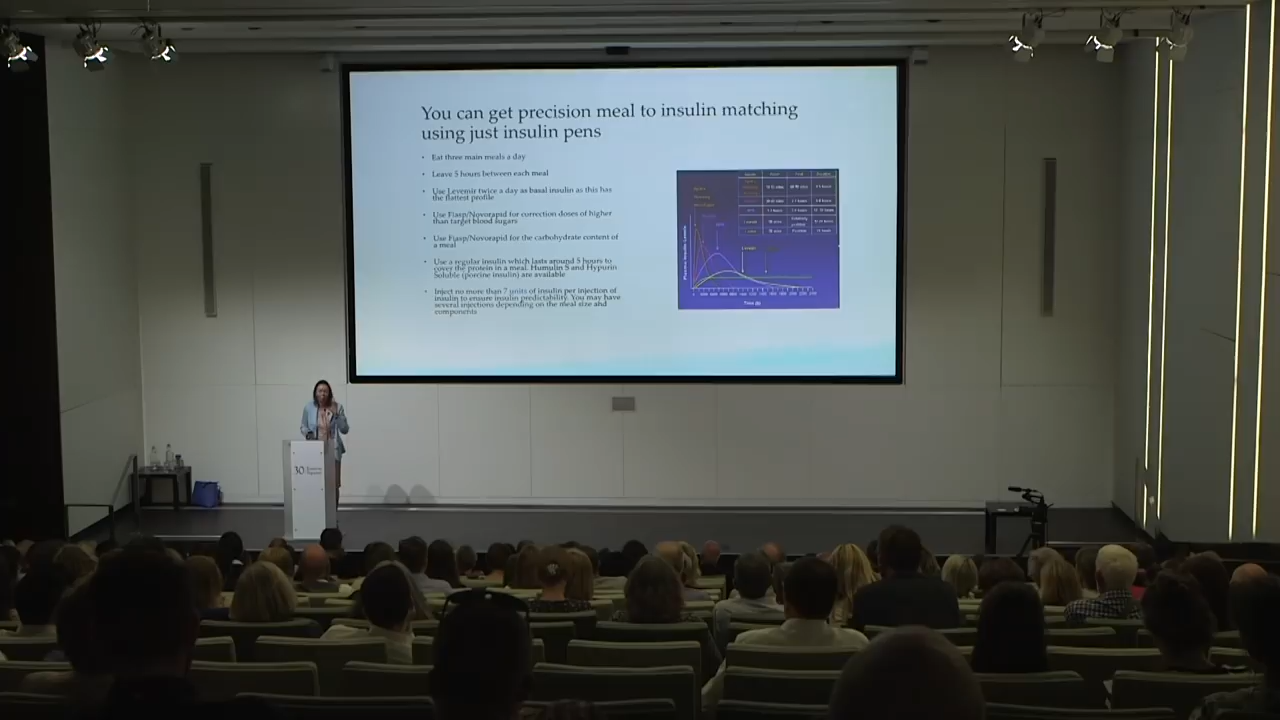 You can get precision meal to insulin matching
using just insulin pens
• Eat three main meals a day
• Leave 5 hours between each meal
• Use Levemir twice a day as basal insulin as this has
the flattest profile
• Use Fiasp/Novorapid for correction doses of higher
than target blood sugars
• Use Fiasp/Novorapid for the carbohydrate content of
a meal
• Use a regular insulin which lasts around 5 hours to
cover the protein in a meal. Humulin S and Hypurin
Soluble (porcine insulin) are available
• Inject no more than 7 units of insulin per injection of
insulin to ensure insulin predictability. You may have
several injections depending on the meal size and
components
Plasma Insulin Levels
Time (h)
30